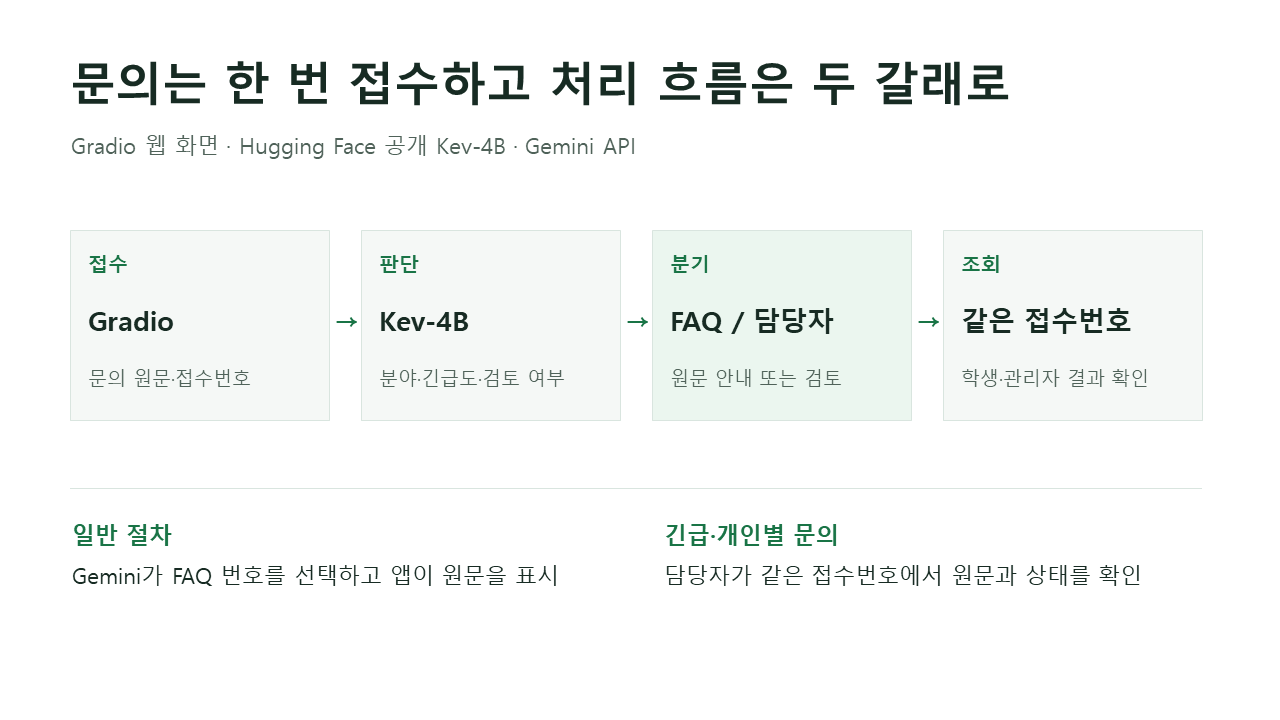 문의는 한 번 접수하고 처리 흐름은 두 갈래로
Gradio 웹 화면 · Hugging Face 공개 Kev-4B · Gemini API
접수
Gradio
문의 원문·접수번호
→
판단
Kev-4B
분야·긴급도·검토 여부
→
분기
FAQ / 담당자
원문 안내 또는 검토
→
조회
같은 접수번호
학생·관리자 결과 확인
일반 절차
Gemini가 FAQ 번호를 선택하고 앱이 원문을 표시
긴급·개인별 문의
담당자가 같은 접수번호에서 원문과 상태를 확인